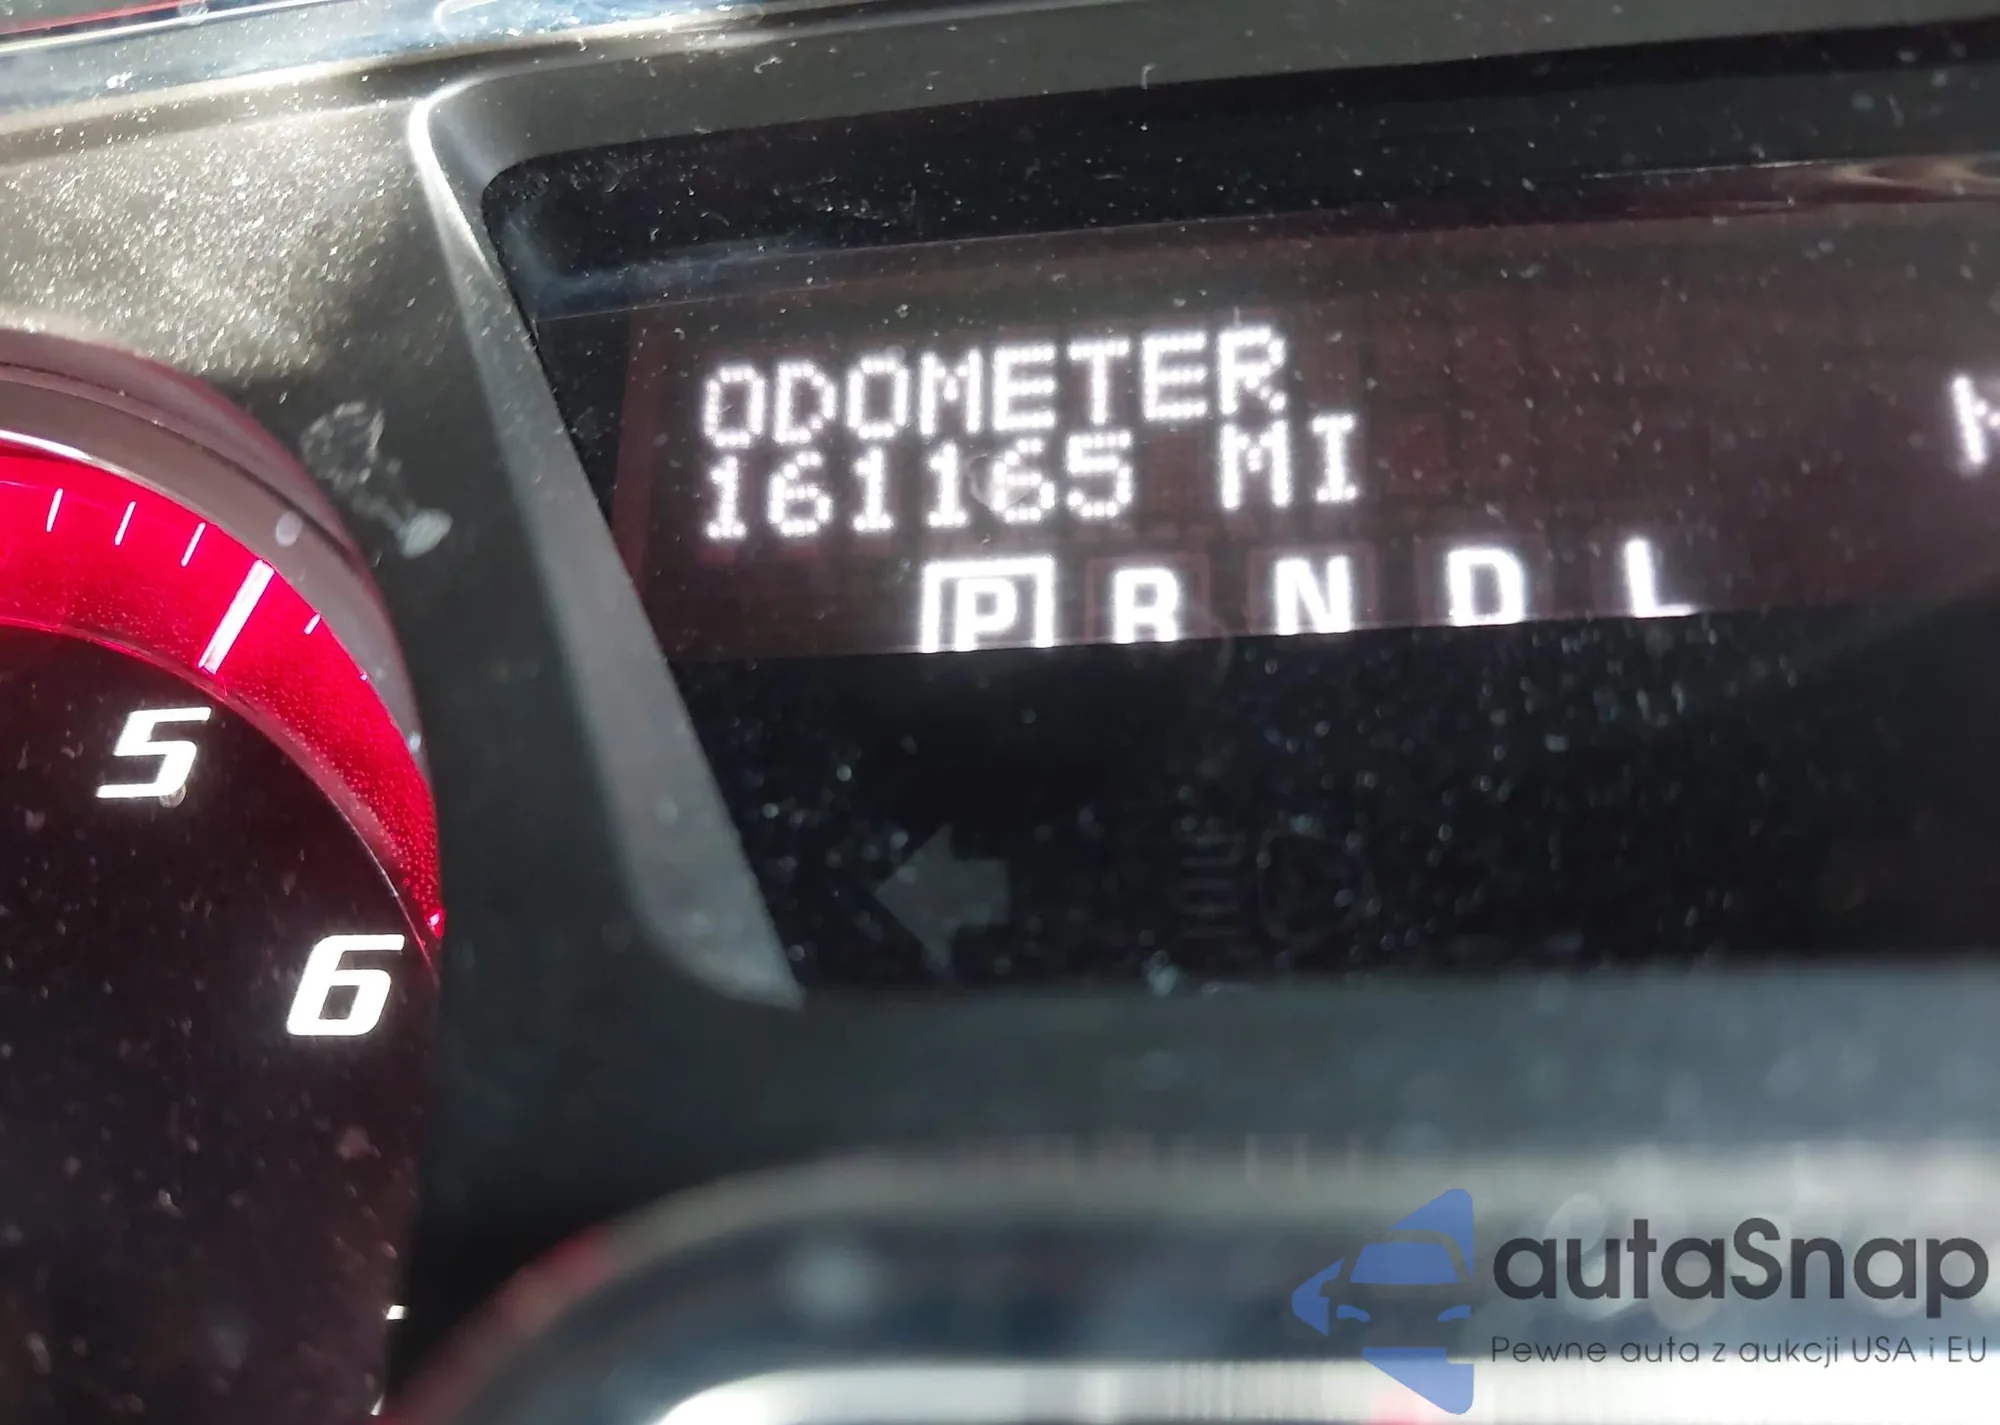 ODOMETER
161165 MI
P R N D L
5
6
autaSnap
Pewne auta z aukcji USA i EU